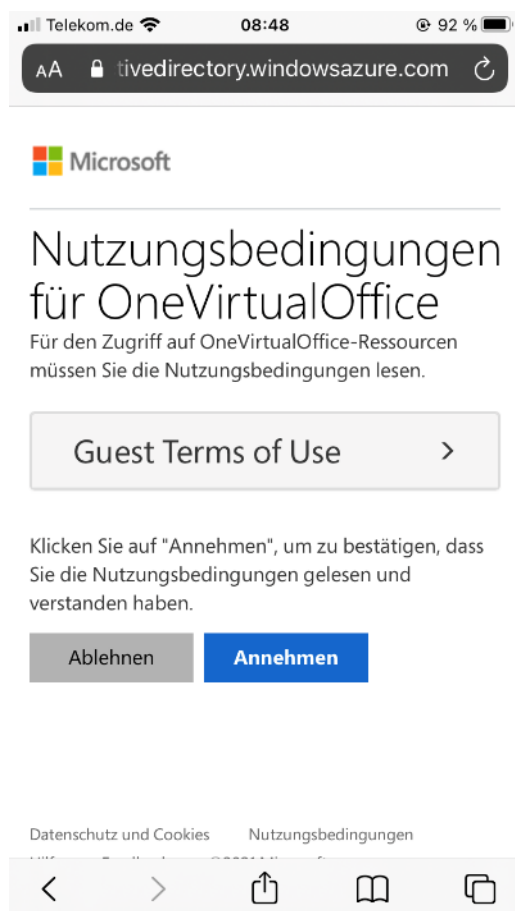 Telekom.de 08:48 92 %
AA tivedirectory.windowsazure.com
Microsoft
Nutzungsbedingungen
für OneVirtualOffice
Für den Zugriff auf OneVirtualOffice-Ressourcen
müssen Sie die Nutzungsbedingungen lesen.
Guest Terms of Use
Klicken Sie auf "Annehmen", um zu bestätigen, dass
Sie die Nutzungsbedingungen gelesen und
verstanden haben.
Ablehnen Annehmen
Datenschutz und Cookies Nutzungsbedingungen